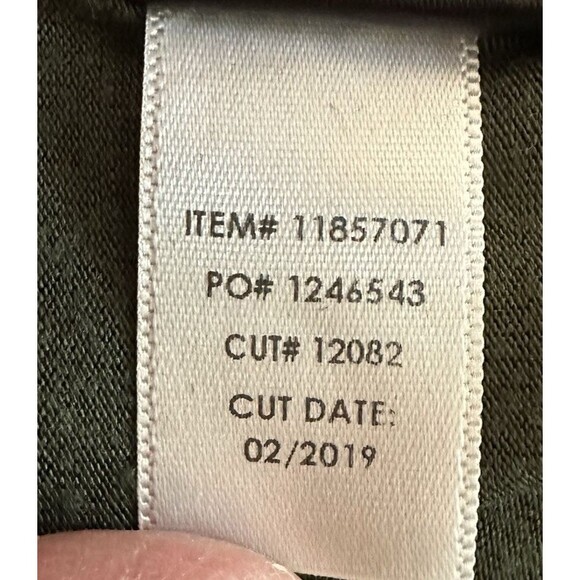 ITEM# 11857071
PO# 1246543
CUT# 12082
CUT DATE:
02/2019